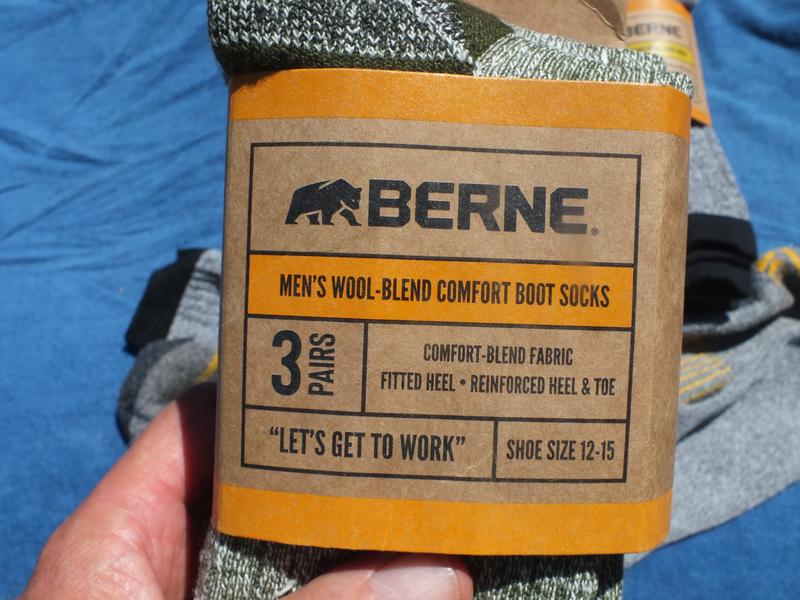 BERNE
BERNE®
MEN'S WOOL-BLEND COMFORT BOOT SOCKS
3 PAIRS
COMFORT-BLEND FABRIC
FITTED HEEL • REINFORCED HEEL & TOE
"LET'S GET TO WORK"
SHOE SIZE 12-15